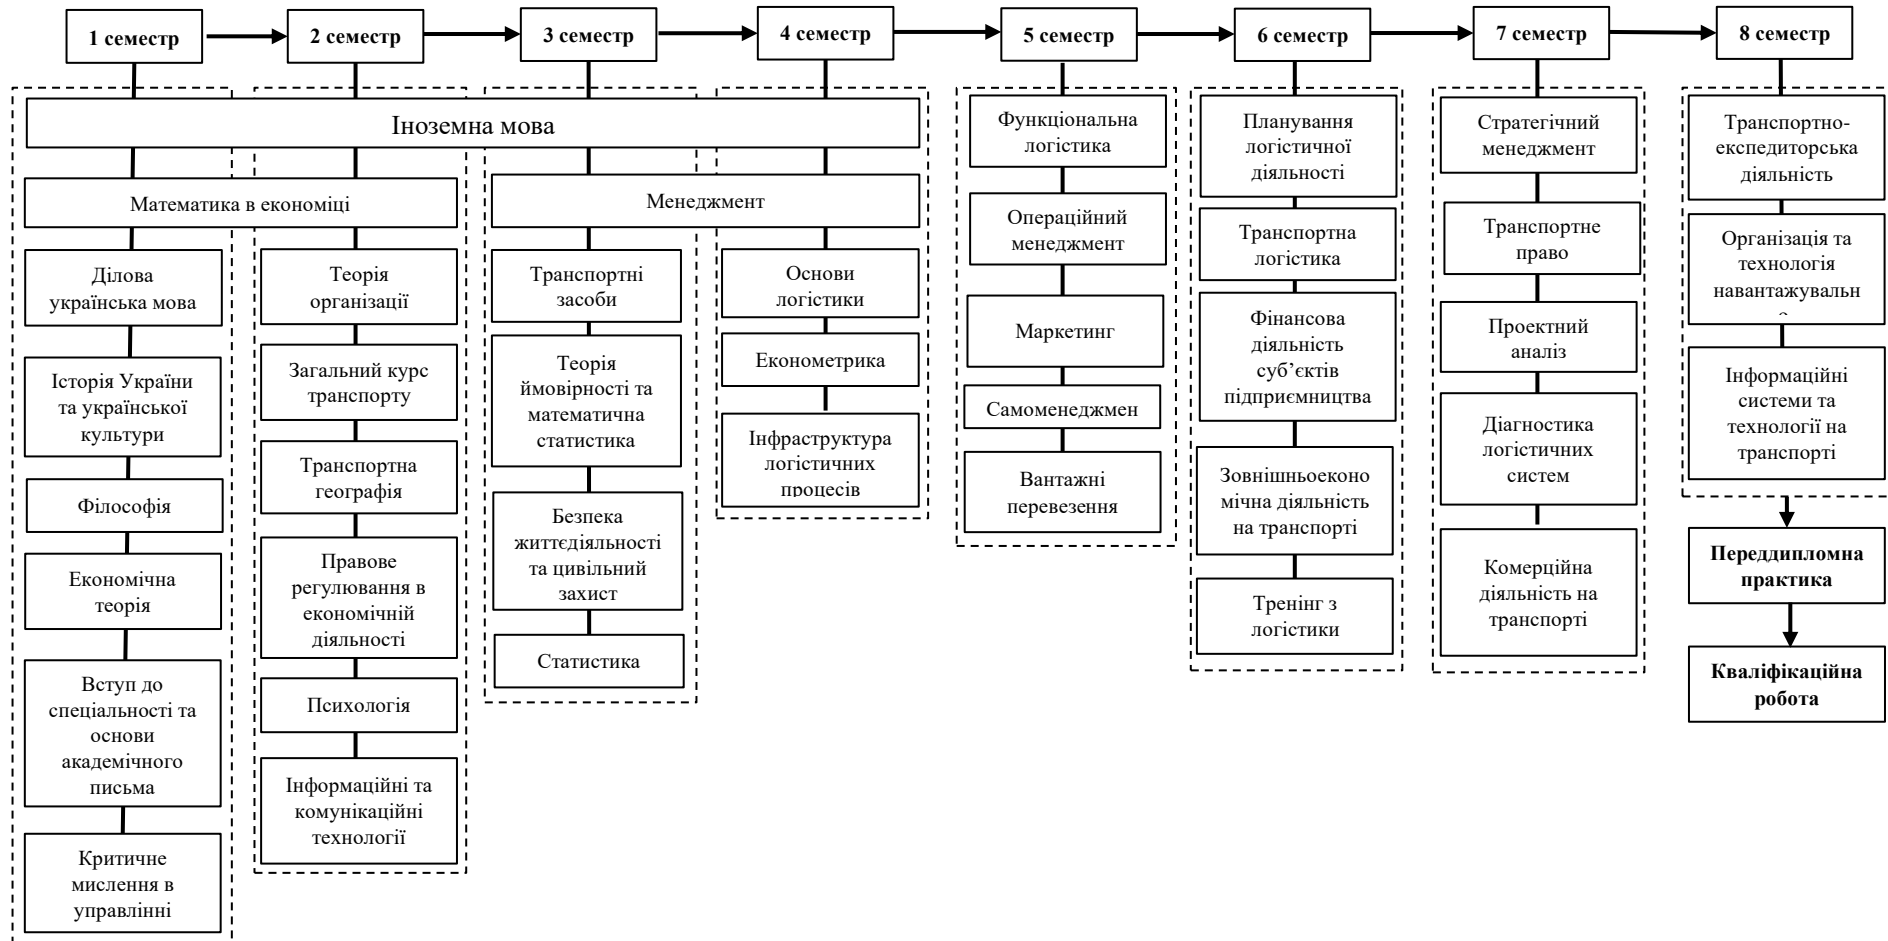 1 семестр
2 семестр
3 семестр
4 семестр
5 семестр
6 семестр
7 семестр
8 семестр
Іноземна мова
Математика в економіці
Менеджмент
Ділова
українська мова
Історія України
та української
культури
Філософія
Економічна
теорія
Вступ до
спеціальності та
основи
академічного
письма
Критичне
мислення в
управлінні
Теорія
організації
Загальний курс
транспорту
Транспортна
географія
Правове
регулювання в
економічній
діяльності
Психологія
Інформаційні та
комунікаційні
технології
Транспортні
засоби
Теорія
ймовірності та
математична
статистика
Безпека
життєдіяльності
та цивільний
захист
Статистика
Основи
логістики
Економетрика
Інфраструктура
логістичних
процесів
Функціональна
логістика
Операційний
менеджмент
Маркетинг
Самоменеджмен
Вантажні
перевезення
Планування
логістичної
діяльності
Транспортна
логістика
Фінансова
діяльність
суб’єктів
підприємництва
Зовнішньоеконо
мічна діяльність
на транспорті
Тренінг з
логістики
Стратегічний
менеджмент
Транспортне
право
Проектний
аналіз
Діагностика
логістичних
систем
Комерційна
діяльність на
транспорті
Транспортно-
експедиторська
діяльність
Організація та
технологія
навантажувальн
Інформаційні
системи та
технології на
транспорті
Переддипломна
практика
Кваліфікаційна
робота